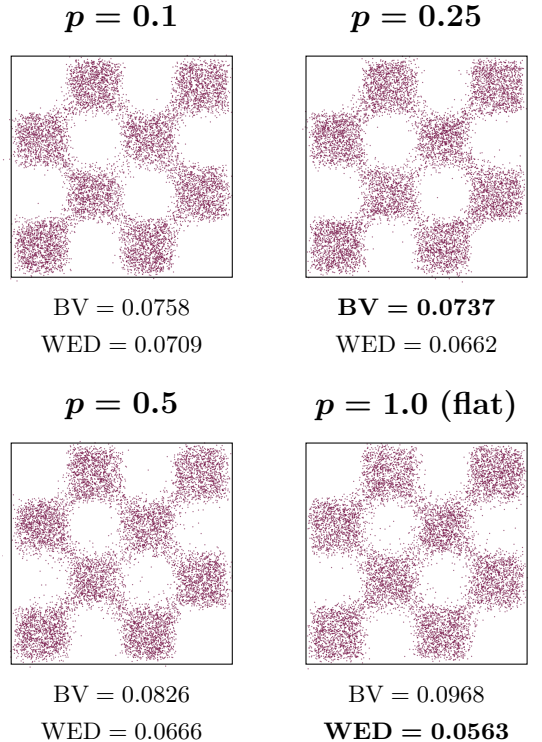 p = 0.1
p = 0.25
BV = 0.0758
WED = 0.0709
BV = 0.0737
WED = 0.0662
p = 0.5
p = 1.0 (flat)
BV = 0.0826
WED = 0.0666
BV = 0.0968
WED = 0.0563